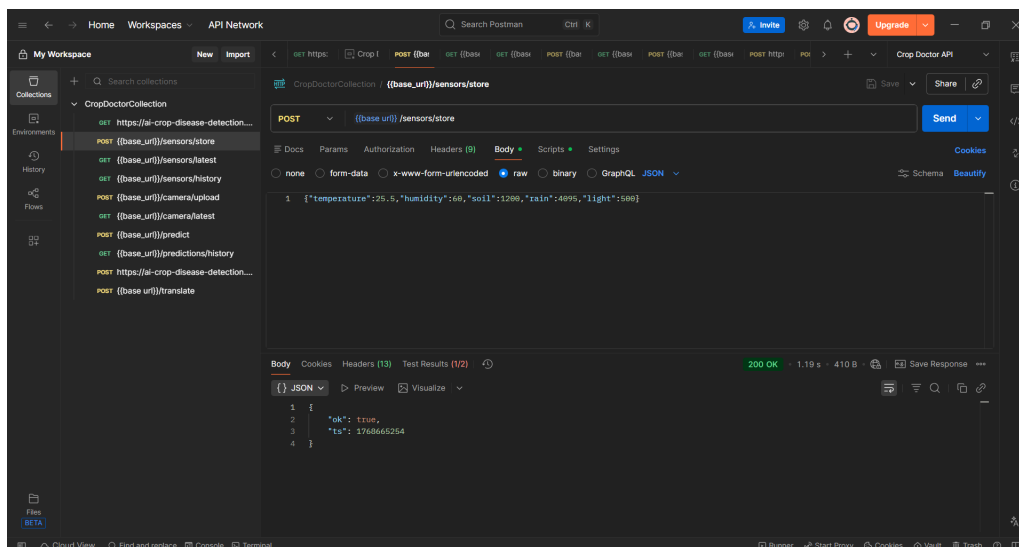 Home Workspaces API Network Search Postman Ctrl K Invite Upgrade
My Workspace New Import GET https: Crop I POST {{bas GET {{base GET {{base POST {{bas GET {{base POST {{bas GET {{base POST http: POS Crop Doctor API
Collections
Environments
History
Flows
Files
BETA
Search collections
CropDoctorCollection
GET https://ai-crop-disease-detection....
POST {{base_url}}/sensors/store
GET {{base_url}}/sensors/latest
GET {{base_url}}/sensors/history
POST {{base_url}}/camera/upload
GET {{base_url}}/camera/latest
POST {{base_url}}/predict
GET {{base_url}}/predictions/history
POST https://ai-crop-disease-detection....
POST {{base url}}/translate
CropDoctorCollection / {{base_url}}/sensors/store Save Share
POST {{base url}} /sensors/store Send
Docs Params Authorization Headers (9) Body Scripts Settings Cookies
none form-data x-www-form-urlencoded raw binary GraphQL JSON Schema Beautify
1 {"temperature":25.5,"humidity":60,"soil":1200,"rain":4095,"light":500}
Body Cookies Headers (13) Test Results (1/2) 200 OK 1.19 s 410 B Save Response
{} JSON Preview Visualize
1 {
2 "ok": true,
3 "ts": 1768665254
4 }
Cloud View Find and replace Console Terminal Runner Start Proxy Cookies Vault Trash